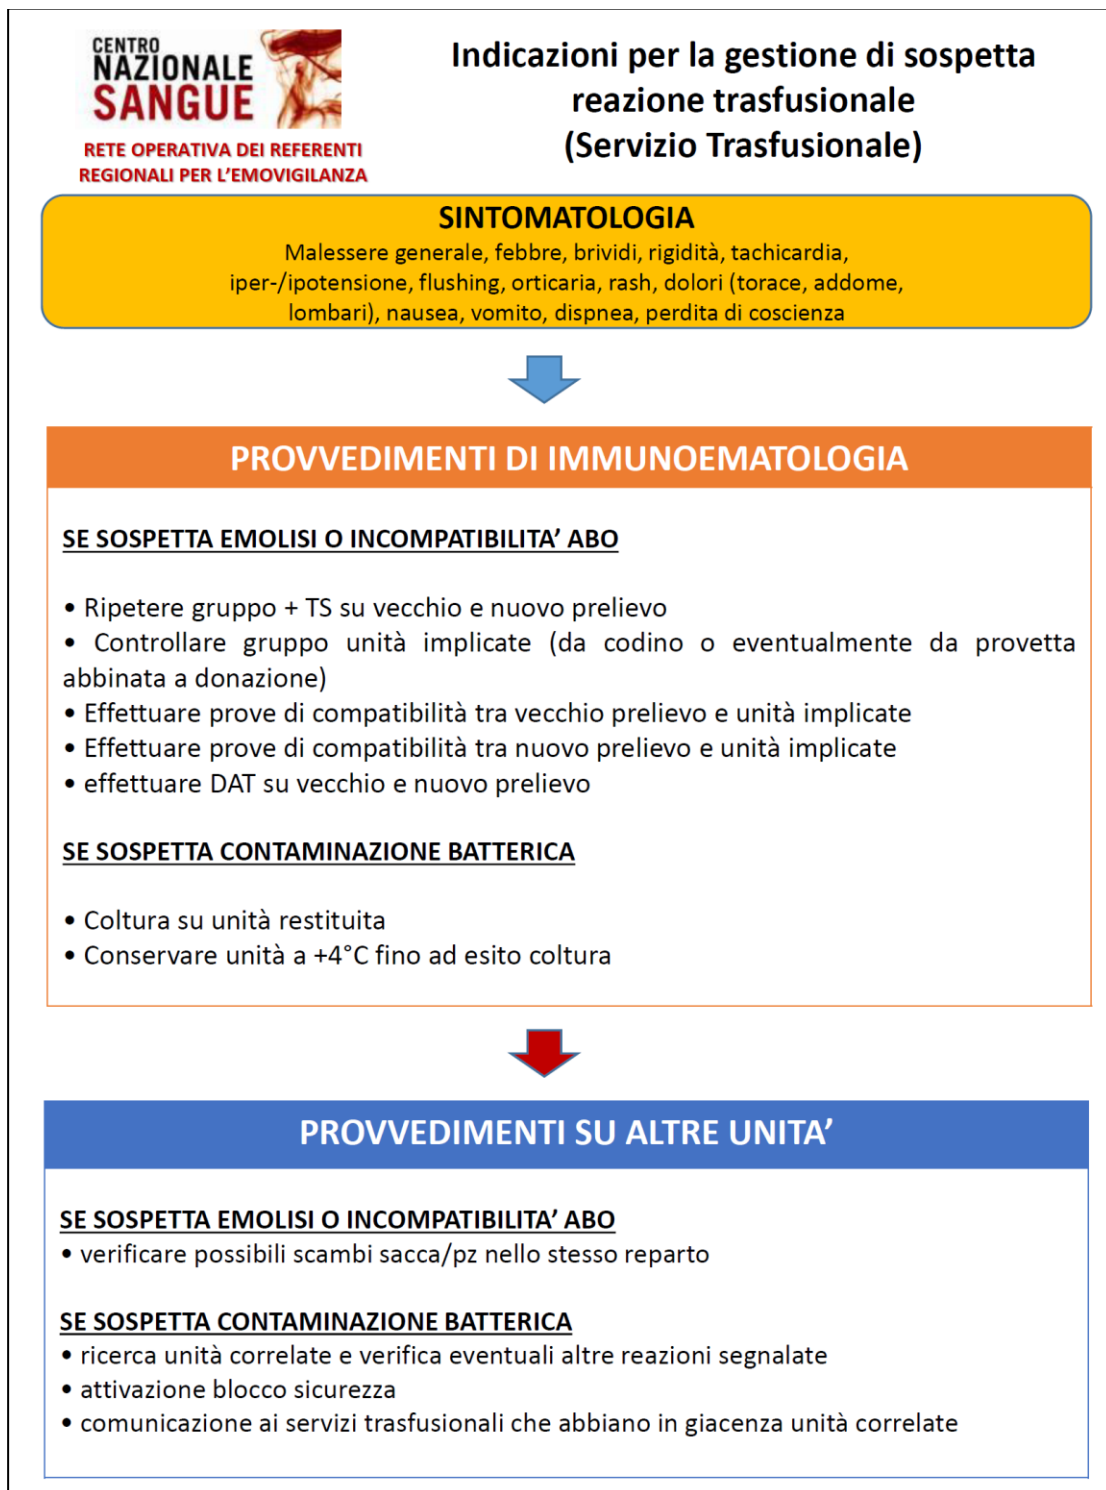 CENTRO
NAZIONALE
SANGUE
RETE OPERATIVA DEI REFERENTI
REGIONALI PER L'EMOVIGILANZA
Indicazioni per la gestione di sospetta
reazione trasfusionale
(Servizio Trasfusionale)
SINTOMATOLOGIA
Malessere generale, febbre, brividi, rigidità, tachicardia,
iper-/ipotensione, flushing, orticaria, rash, dolori (torace, addome,
lombari), nausea, vomito, dispnea, perdita di coscienza
PROVVEDIMENTI DI IMMUNOEMATOLOGIA
SE SOSPETTA EMOLISI O INCOMPATIBILITA' ABO
• Ripetere gruppo + TS su vecchio e nuovo prelievo
• Controllare gruppo unità implicate (da codino o eventualmente da provetta
abbinata a donazione)
• Effettuare prove di compatibilità tra vecchio prelievo e unità implicate
• Effettuare prove di compatibilità tra nuovo prelievo e unità implicate
• effettuare DAT su vecchio e nuovo prelievo
SE SOSPETTA CONTAMINAZIONE BATTERICA
• Coltura su unità restituita
• Conservare unità a +4°C fino ad esito coltura
PROVVEDIMENTI SU ALTRE UNITA'
SE SOSPETTA EMOLISI O INCOMPATIBILITA' ABO
• verificare possibili scambi sacca/pz nello stesso reparto
SE SOSPETTA CONTAMINAZIONE BATTERICA
• ricerca unità correlate e verifica eventuali altre reazioni segnalate
• attivazione blocco sicurezza
• comunicazione ai servizi trasfusionali che abbiano in giacenza unità correlate